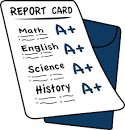 REPORT CARD
Math A+
English A+
Science A+
History A+